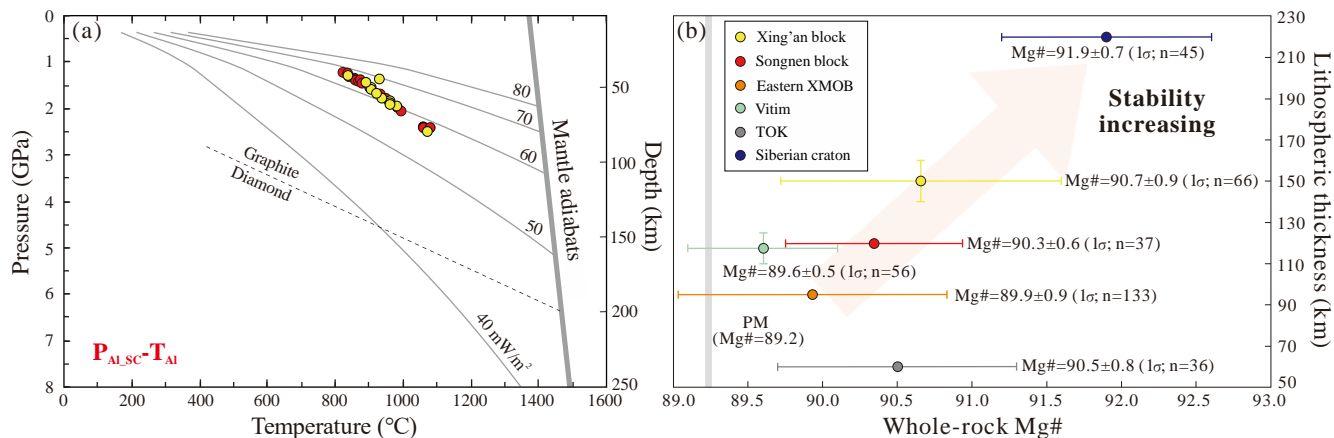 (a)
0
1
2
3
4
5
6
7
8
Pressure (GPa)
0
200
400
600
800
1000
1200
1400
1600
Temperature (°C)
50
100
150
200
250
Depth (km)
80
70
60
50
40 mW/m²
Graphite
Diamond
Mantle adiabats
P_Al_SC-T_Al
(b)
Xing'an block
Songnen block
Eastern XMOB
Vitim
TOK
Siberian craton
Mg#=91.9±0.7 (1σ; n=45)
Stability
increasing
Mg#=90.7±0.9 (1σ; n=66)
Mg#=90.3±0.6 (1σ; n=37)
Mg#=89.6±0.5 (1σ; n=56)
Mg#=89.9±0.9 (1σ; n=133)
PM
(Mg#=89.2)
Mg#=90.5±0.8 (1σ; n=36)
89.0
89.5
90.0
90.5
91.0
91.5
92.0
92.5
93.0
Whole-rock Mg#
230
210
190
170
150
130
110
90
70
50
Lithospheric thickness (km)